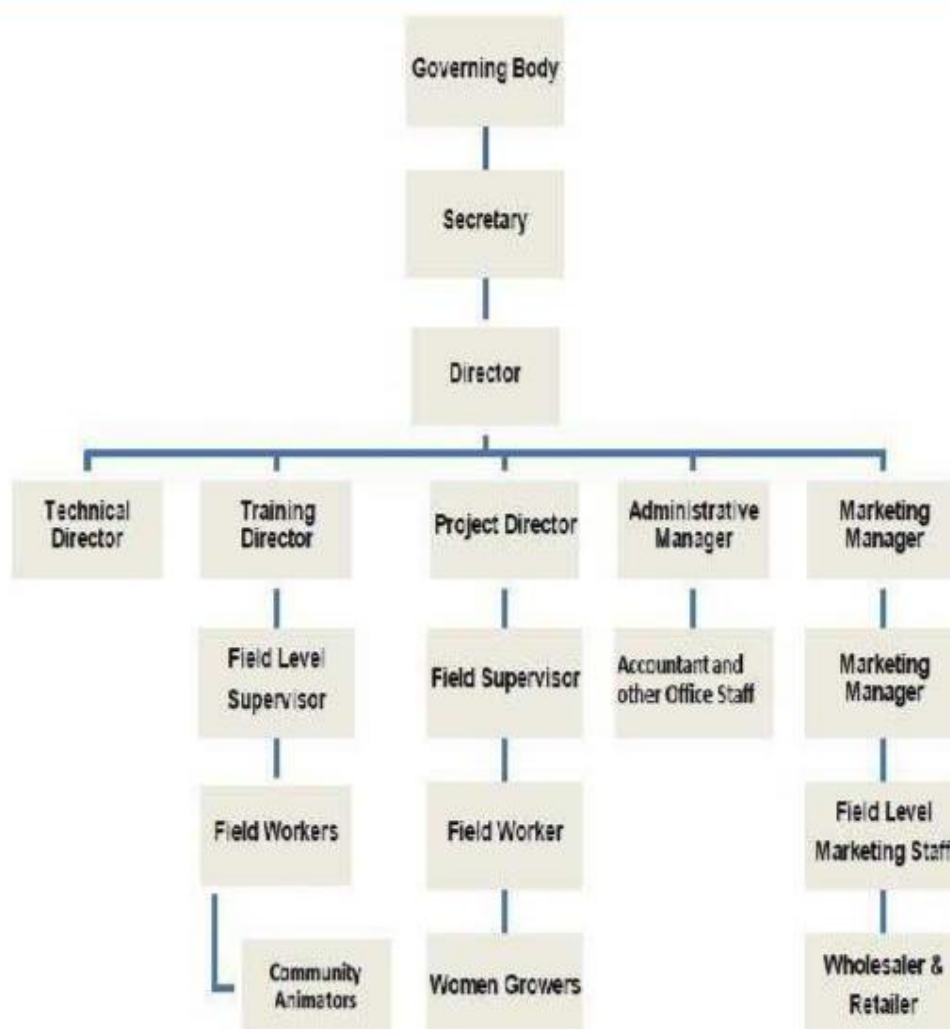 Governing Body
Secretary
Director
Technical
Director
Training
Director
Project Director
Administrative
Manager
Marketing
Manager
Field Level
Supervisor
Field Supervisor
Accountant and
other Office Staff
Marketing
Manager
Field Workers
Field Worker
Field Level
Marketing Staff
Community
Animators
Women Growers
Wholesaler &
Retailer